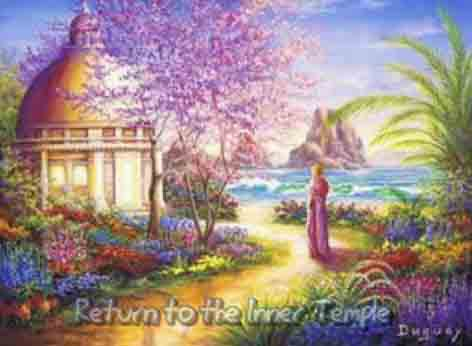 Return to the Inner Temple
Duguay